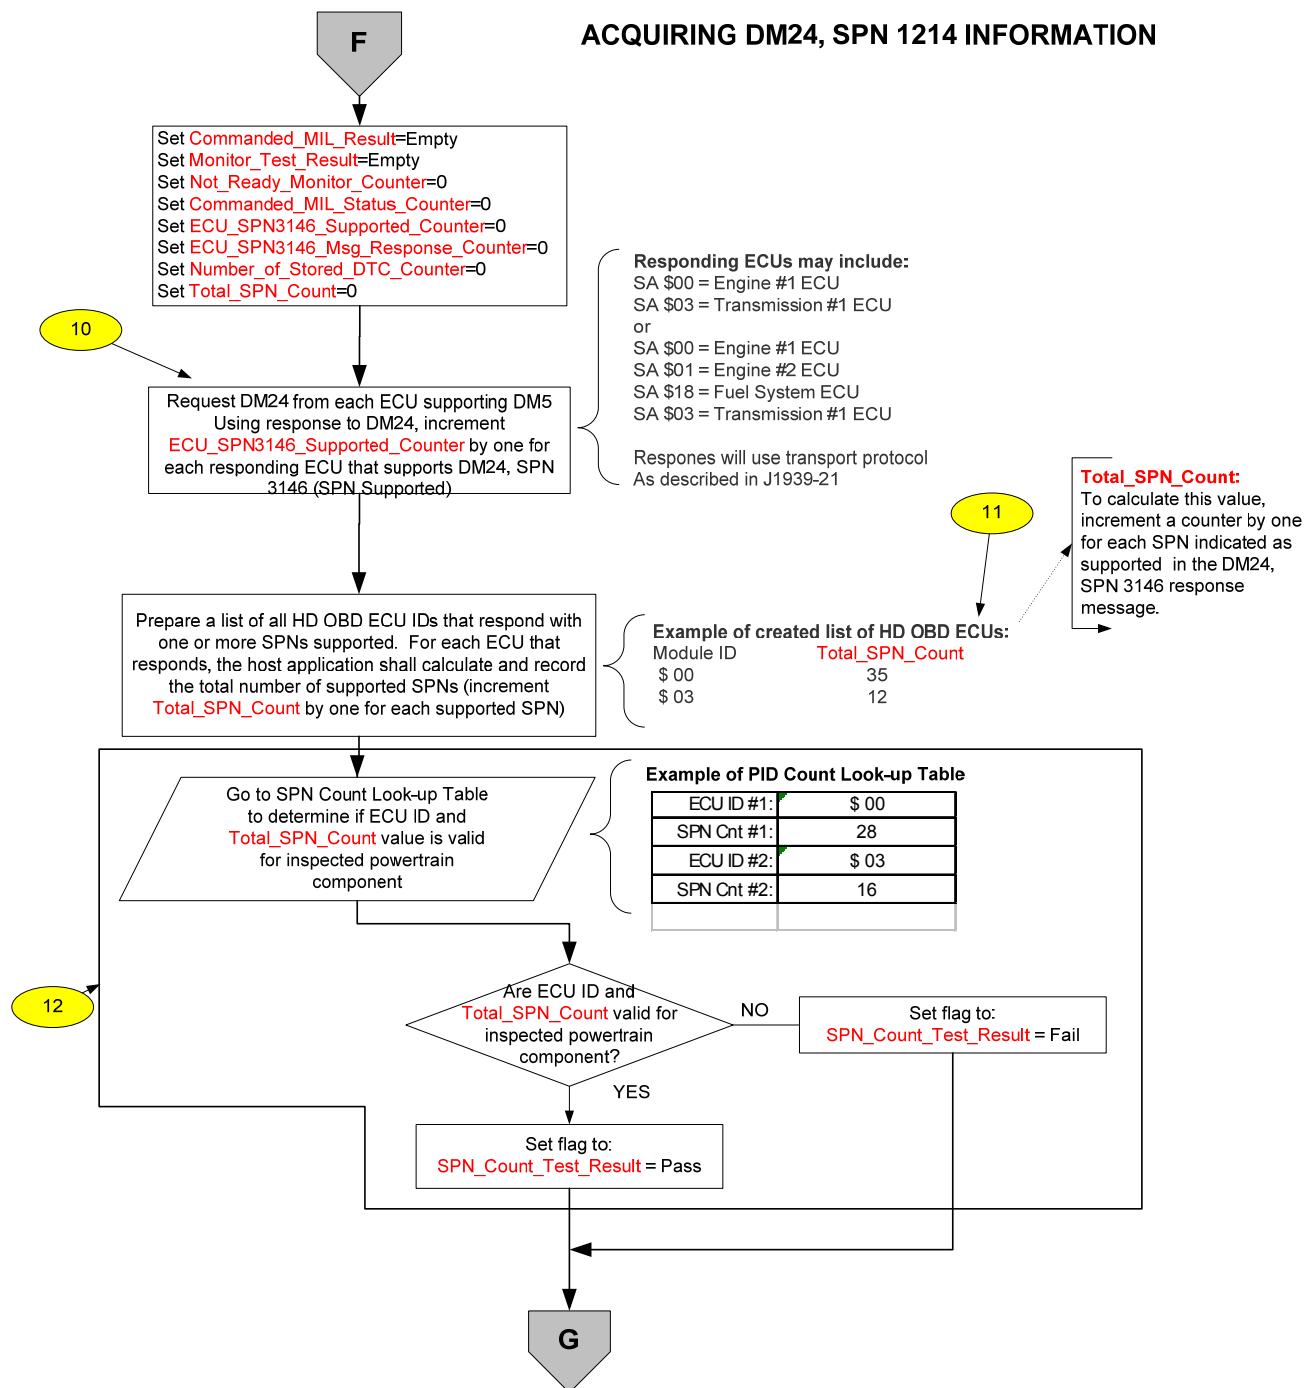 F
ACQUIRING DM24, SPN 1214 INFORMATION
Set Commanded_MIL_Result=Empty
Set Monitor_Test_Result=Empty
Set Not_Ready_Monitor_Counter=0
Set Commanded_MIL_Status_Counter=0
Set ECU_SPN3146_Supported_Counter=0
Set ECU_SPN3146_Msg_Response_Counter=0
Set Number_of_Stored_DTC_Counter=0
Set Total_SPN_Count=0
Responding ECUs may include:
SA $00 = Engine #1 ECU
SA $03 = Transmission #1 ECU
or
SA $00 = Engine #1 ECU
SA $01 = Engine #2 ECU
SA $18 = Fuel System ECU
SA $03 = Transmission #1 ECU
Respones will use transport protocol
As described in J1939-21
10
Request DM24 from each ECU supporting DM5
Using response to DM24, increment
ECU_SPN3146_Supported_Counter by one for
each responding ECU that supports DM24, SPN
3146 (SPN Supported)
11
Total_SPN_Count:
To calculate this value,
increment a counter by one
for each SPN indicated as
supported in the DM24,
SPN 3146 response
message.
Prepare a list of all HD OBD ECU IDs that respond with
one or more SPNs supported. For each ECU that
responds, the host application shall calculate and record
the total number of supported SPNs (increment
Total_SPN_Count by one for each supported SPN)
Example of created list of HD OBD ECUs:
Module ID Total_SPN_Count
$ 00 35
$ 03 12
Go to SPN Count Look-up Table
to determine if ECU ID and
Total_SPN_Count value is valid
for inspected powertrain
component
Example of PID Count Look-up Table
ECU ID #1: $ 00
SPN Cnt #1: 28
ECU ID #2: $ 03
SPN Cnt #2: 16
12
Are ECU ID and
Total_SPN_Count valid for
inspected powertrain
component?
NO
Set flag to:
SPN_Count_Test_Result = Fail
YES
Set flag to:
SPN_Count_Test_Result = Pass
G